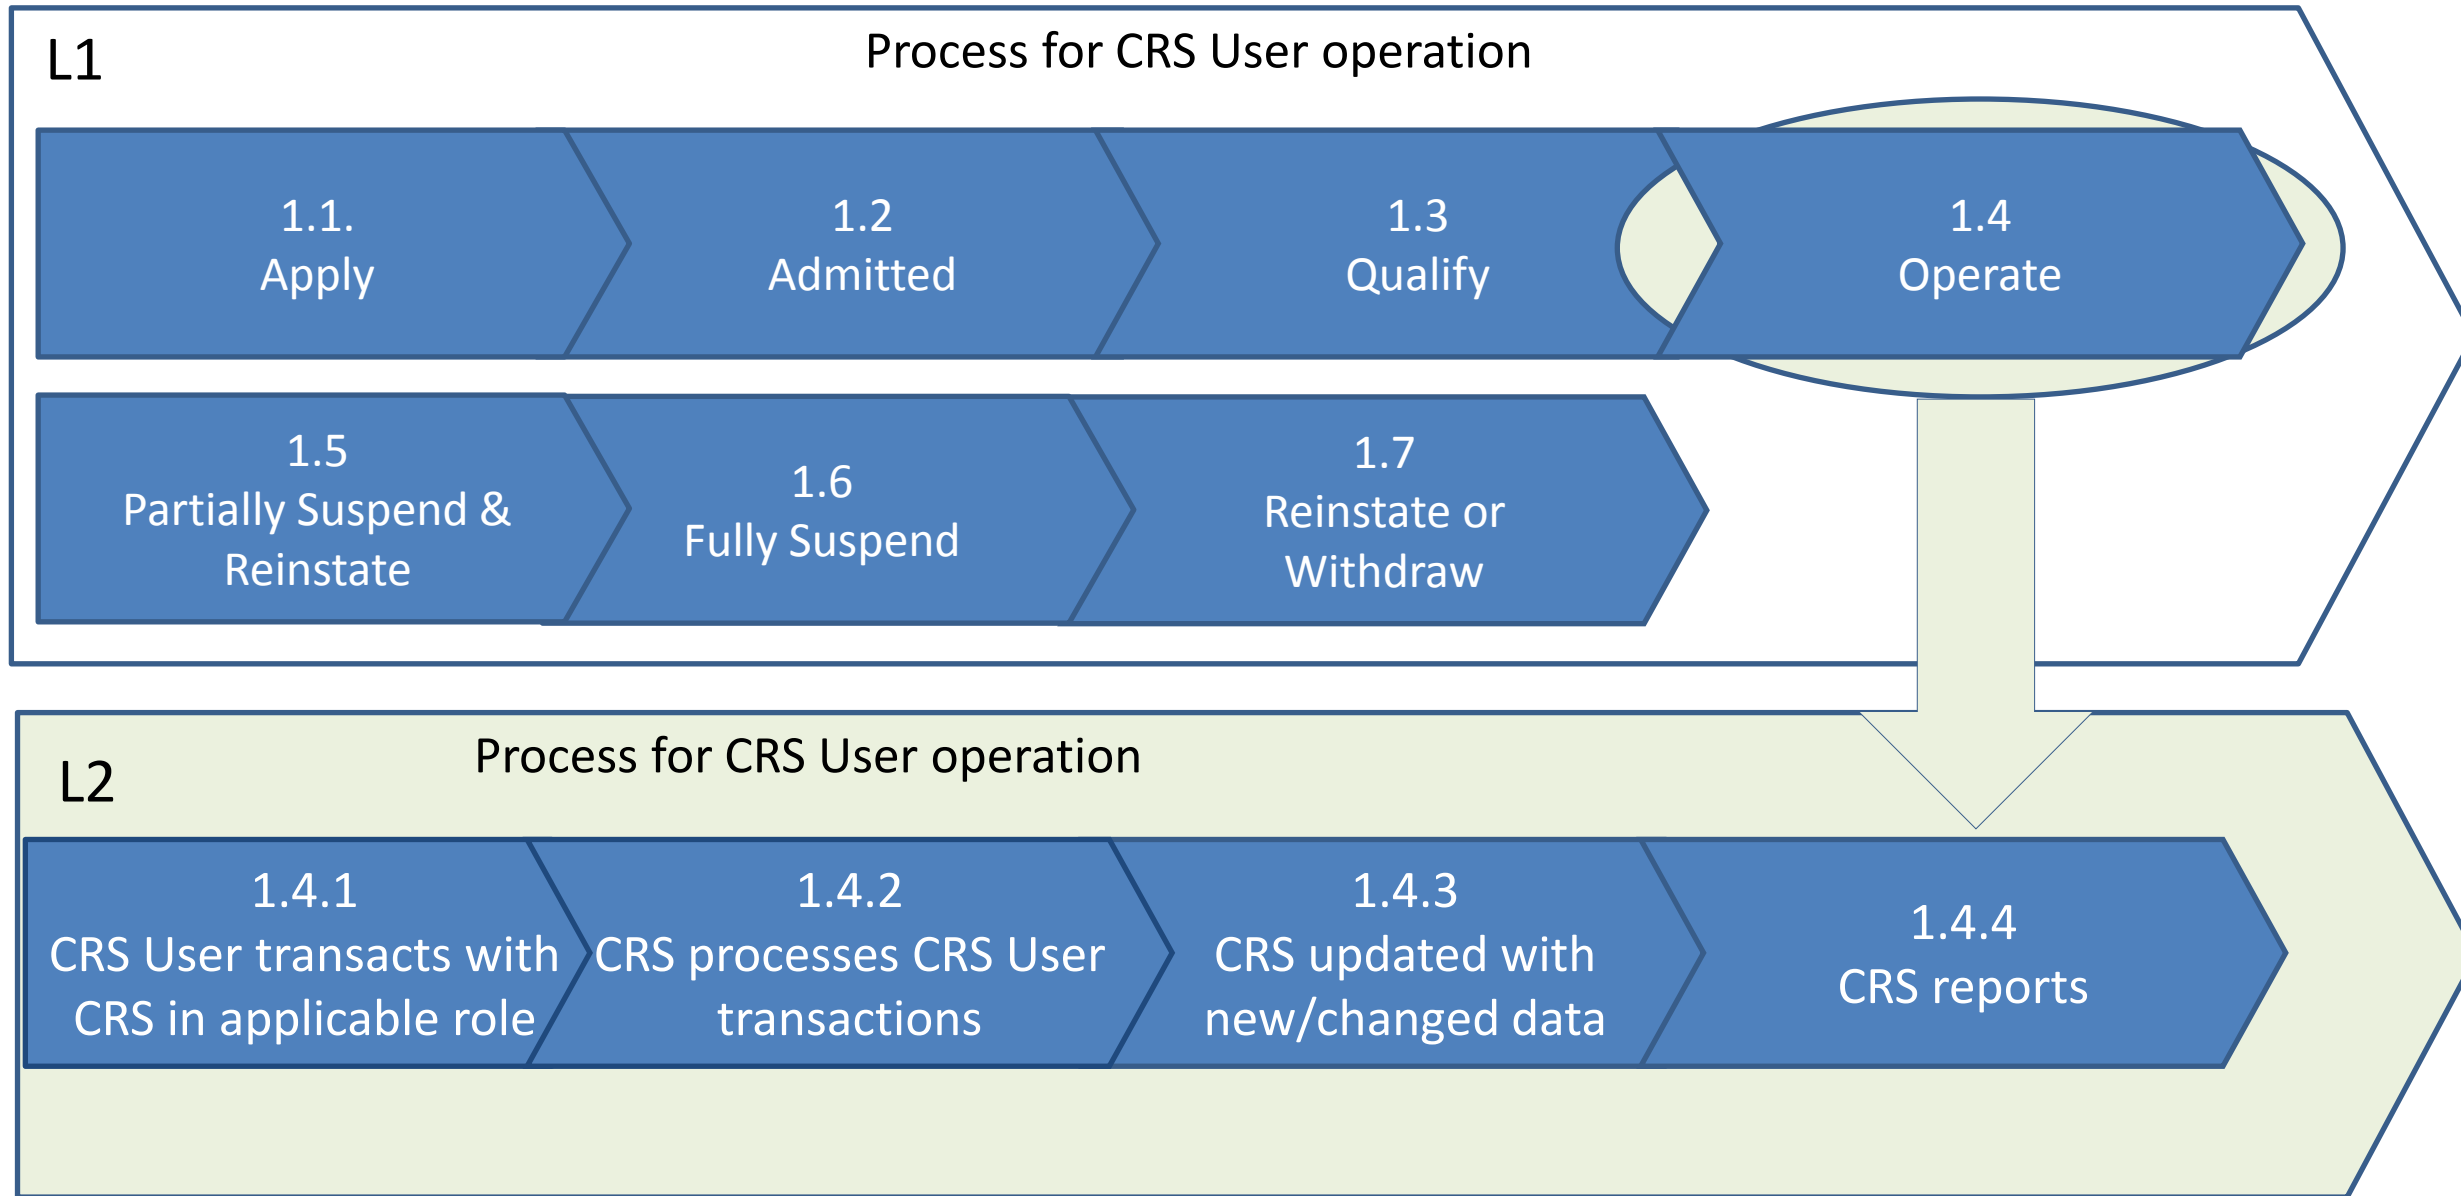 L1
Process for CRS User operation
1.1.
Apply
1.2
Admitted
1.3
Qualify
1.4
Operate
1.5
Partially Suspend &
Reinstate
1.6
Fully Suspend
1.7
Reinstate or
Withdraw
L2
Process for CRS User operation
1.4.1
CRS User transacts with
CRS in applicable role
1.4.2
CRS processes CRS User
transactions
1.4.3
CRS updated with
new/changed data
1.4.4
CRS reports